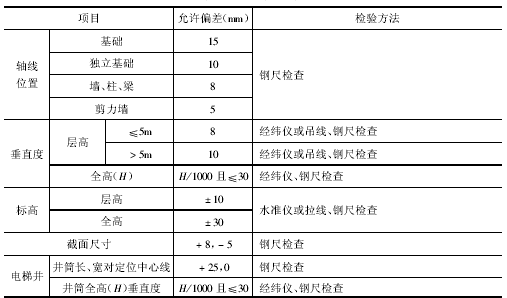 项目 允许偏差(mm) 检验方法
轴线位置 基础 15 钢尺检查
独立基础 10
墙、柱、梁 8
剪力墙 5
垂直度 层高 ≤5m 8 经纬仪或吊线、钢尺检查
>5m 10 经纬仪或吊线、钢尺检查
全高(H) H/1000 且≤30 经纬仪、钢尺检查
标高 层高 ±10 水准仪或拉线、钢尺检查
全高 ±30
截面尺寸 +8,-5 钢尺检查
电梯井 井筒长、宽对定位中心线 +25,0 钢尺检查
井筒全高(H)垂直度 H/1000 且≤30 经纬仪、钢尺检查